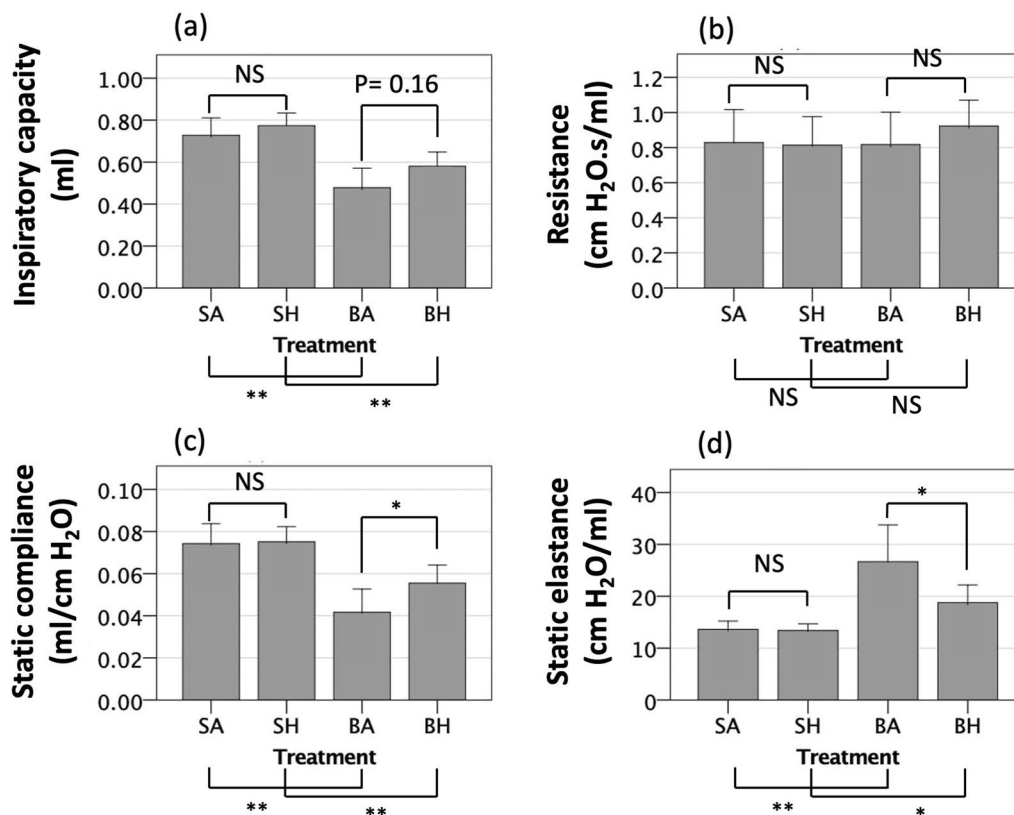 (a)
Inspiratory capacity
(ml)
1.00
0.80
0.60
0.40
0.20
0.00
NS
P= 0.16
SA SH BA BH
Treatment
** **
(b)
Resistance
(cm H₂O.s/ml)
1.2
1.0
0.8
0.6
0.4
0.2
0.0
NS NS
SA SH BA BH
Treatment
NS NS
(c)
Static compliance
(ml/cm H₂O)
0.10
0.08
0.06
0.04
0.02
0.00
NS *
SA SH BA BH
Treatment
** **
(d)
Static elastance
(cm H₂O/ml)
40
30
20
10
0
NS *
SA SH BA BH
Treatment
** *